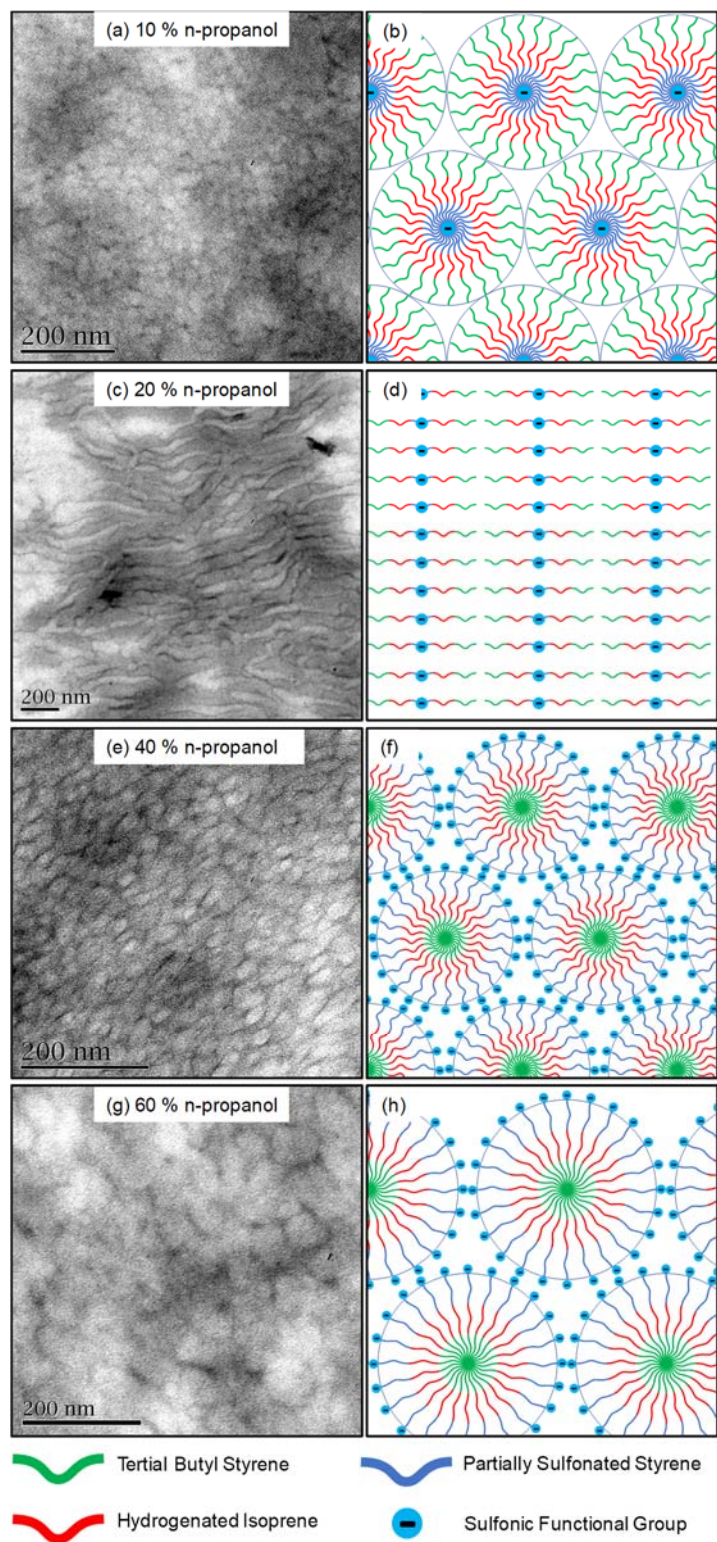 (a) 10 % n-propanol
(b)
200 nm
(c) 20 % n-propanol
(d)
200 nm
(e) 40 % n-propanol
(f)
200 nm
(g) 60 % n-propanol
(h)
200 nm
Tertial Butyl Styrene
Partially Sulfonated Styrene
Hydrogenated Isoprene
Sulfonic Functional Group